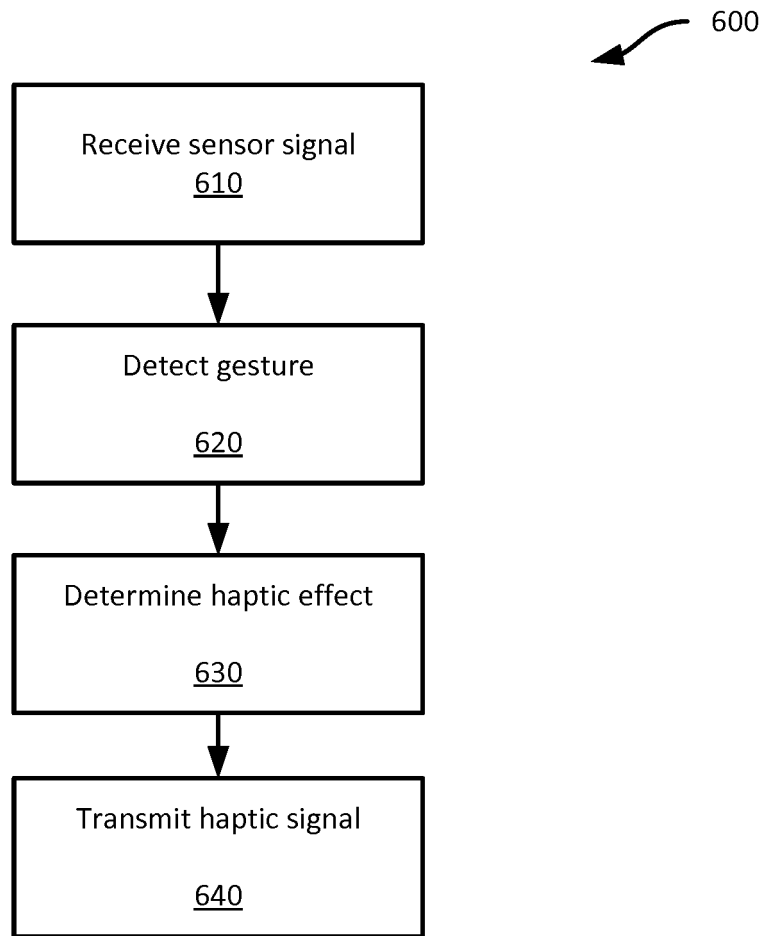 600
Receive sensor signal
610
Detect gesture
620
Determine haptic effect
630
Transmit haptic signal
640